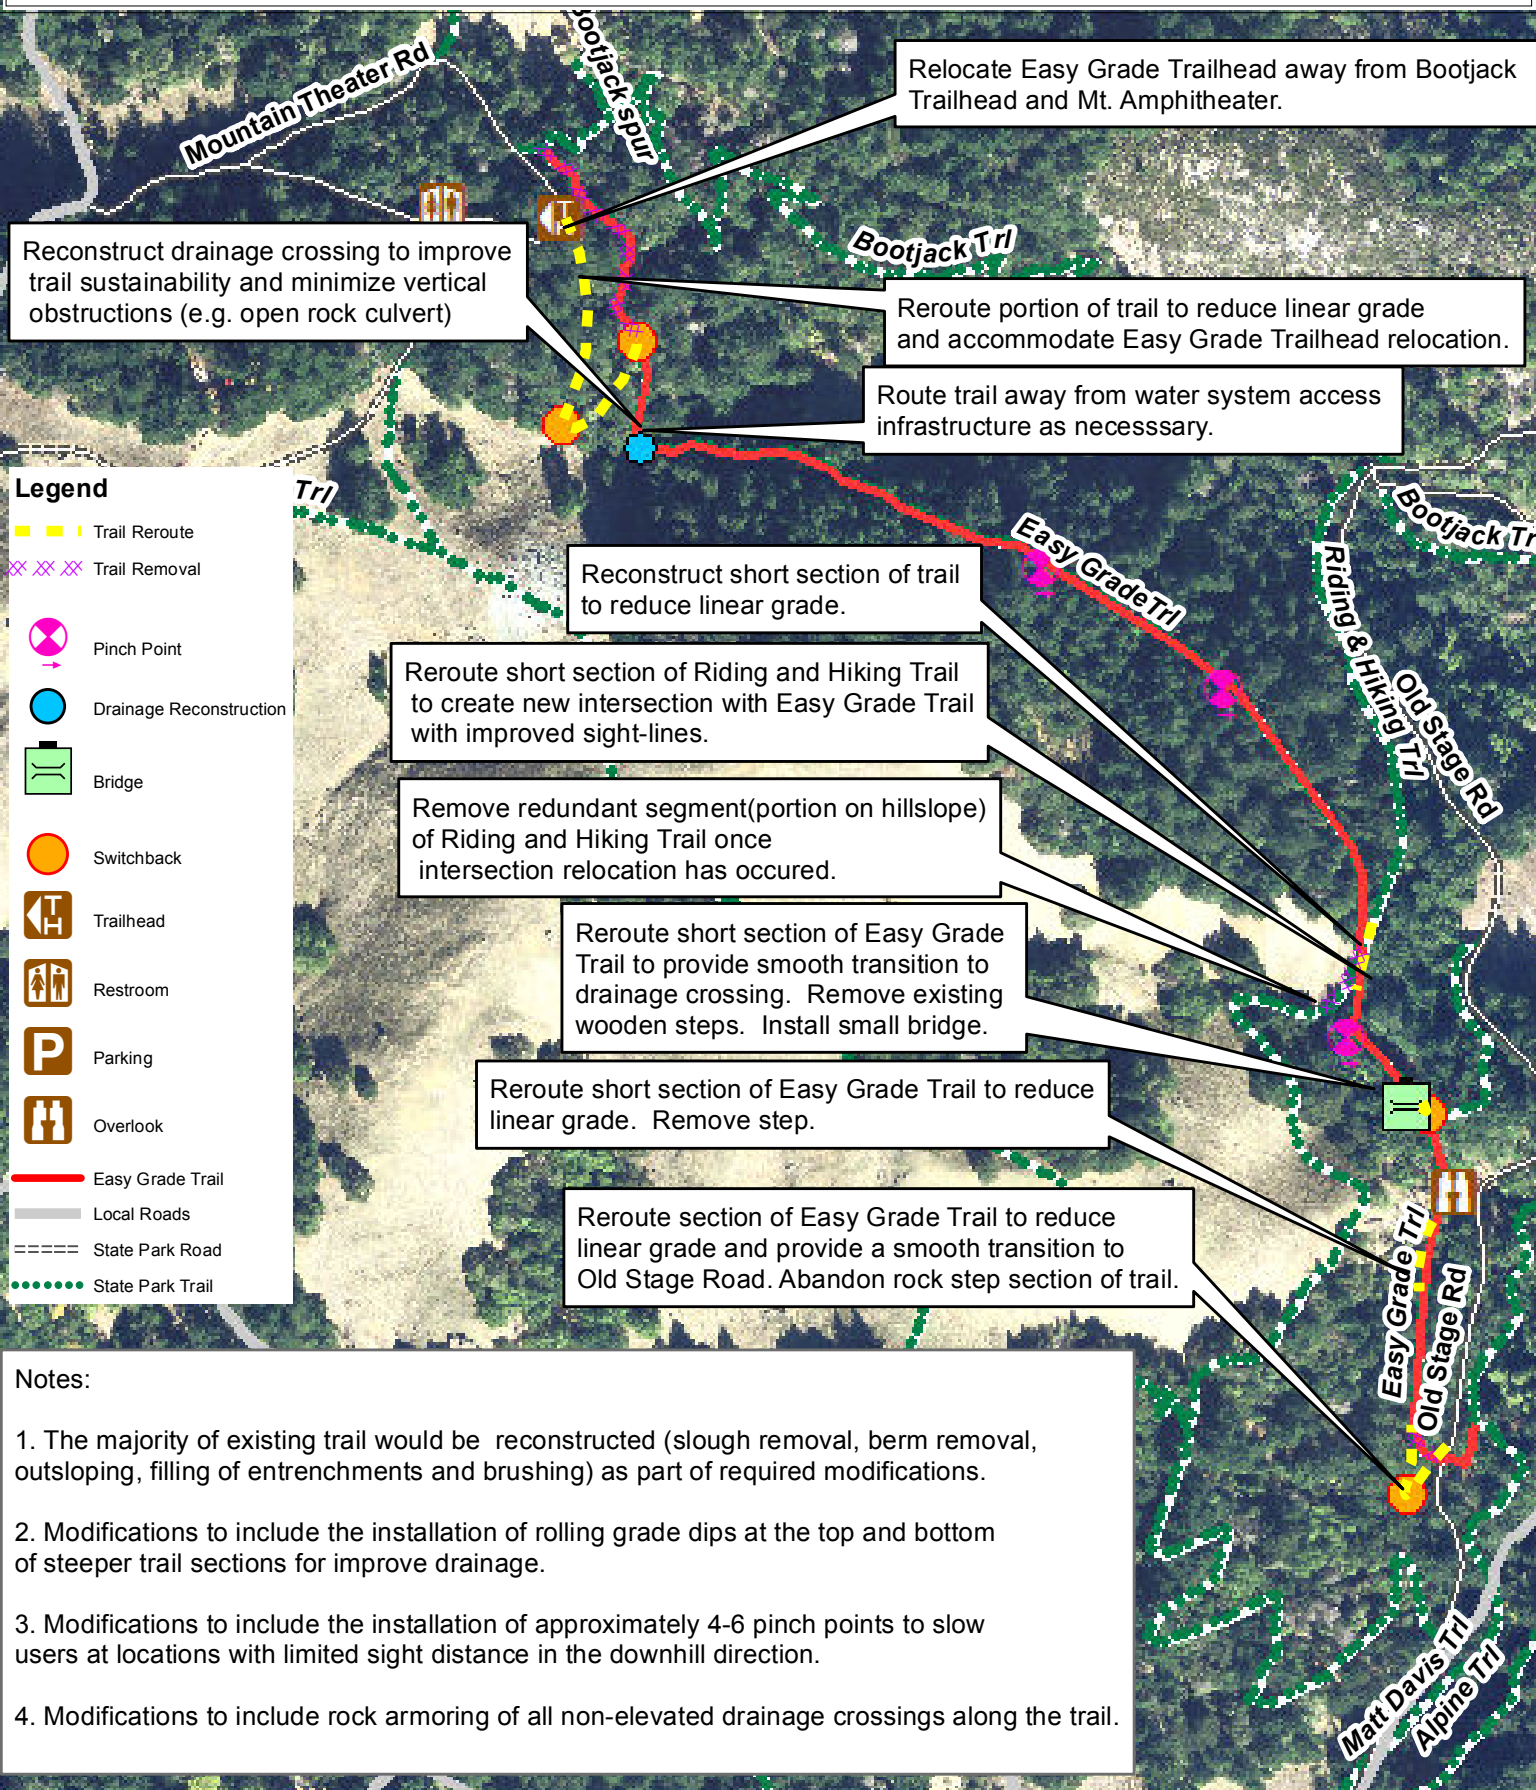 Mountain Theater Rd
Bootjack spur
Relocate Easy Grade Trailhead away from Bootjack
Trailhead and Mt. Amphitheater.
Reconstruct drainage crossing to improve
trail sustainability and minimize vertical
obstructions (e.g. open rock culvert)
Bootjack Trl
Reroute portion of trail to reduce linear grade
and accommodate Easy Grade Trailhead relocation.
Route trail away from water system access
infrastructure as necesssary.
Trl
Bootjack Tr
Easy GradeTrl
Riding & Hiking Trl
Old Stage Rd
Legend
Trail Reroute
Trail Removal
Pinch Point
Drainage Reconstruction
Bridge
Switchback
TH
Trailhead
Restroom
P
Parking
Overlook
Easy Grade Trail
Local Roads
State Park Road
State Park Trail
Reconstruct short section of trail
to reduce linear grade.
Reroute short section of Riding and Hiking Trail
to create new intersection with Easy Grade Trail
with improved sight-lines.
Remove redundant segment(portion on hillslope)
of Riding and Hiking Trail once
intersection relocation has occured.
Reroute short section of Easy Grade
Trail to provide smooth transition to
drainage crossing.  Remove existing
wooden steps.  Install small bridge.
Reroute short section of Easy Grade Trail to reduce
linear grade.  Remove step.
Reroute section of Easy Grade Trail to reduce
linear grade and provide a smooth transition to
Old Stage Road. Abandon rock step section of trail.
Easy Grade Trl
Old Stage Rd
Matt Davis Trl
Alpine Trl
Notes:
1. The majority of existing trail would be  reconstructed (slough removal, berm removal,
outsloping, filling of entrenchments and brushing) as part of required modifications.
2. Modifications to include the installation of rolling grade dips at the top and bottom
of steeper trail sections for improve drainage.
3. Modifications to include the installation of approximately 4-6 pinch points to slow
users at locations with limited sight distance in the downhill direction.
4. Modifications to include rock armoring of all non-elevated drainage crossings along the trail.